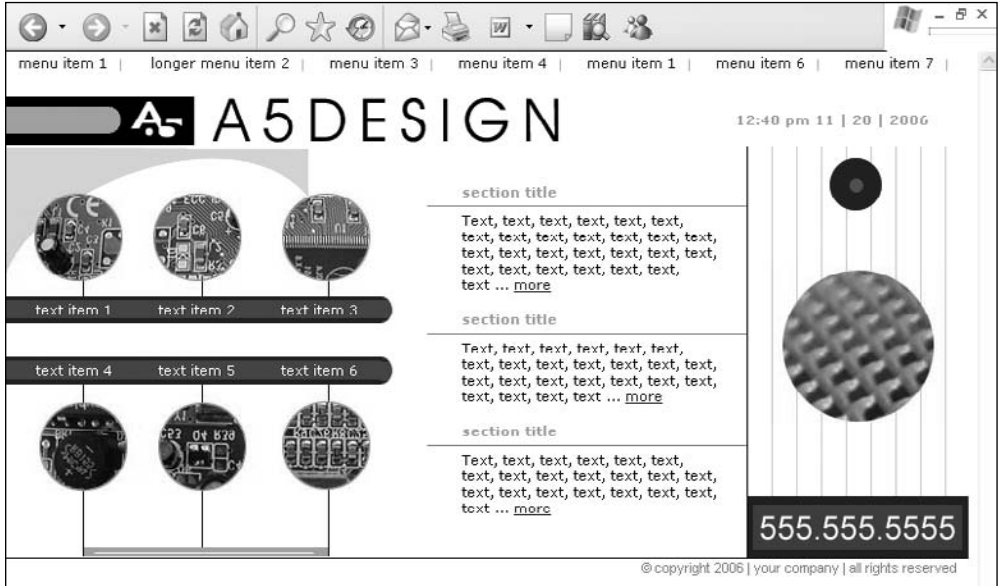 menu item 1 | longer menu item 2 | menu item 3 | menu item 4 | menu item 1 | menu item 6 | menu item 7 |
A5 A5DESIGN
12:40 pm 11 | 20 | 2006
section title
Text, text, text, text, text, text,
text, text, text, text, text, text, text,
text, text, text, text, text, text, text,
text, text, text, text, text, text,
text ... more
text item 1 text item 2 text item 3
section title
Text, text, text, text, text, text,
text, text, text, text, text, text, text,
text, text, text, text, text, text, text,
text, text, text, text ... more
text item 4 text item 5 text item 6
section title
Text, text, text, text, text, text,
text, text, text, text, text, text, text,
text, text, text, text, text, text, text,
text ... more
555.555.5555
© copyright 2006 | your company | all rights reserved